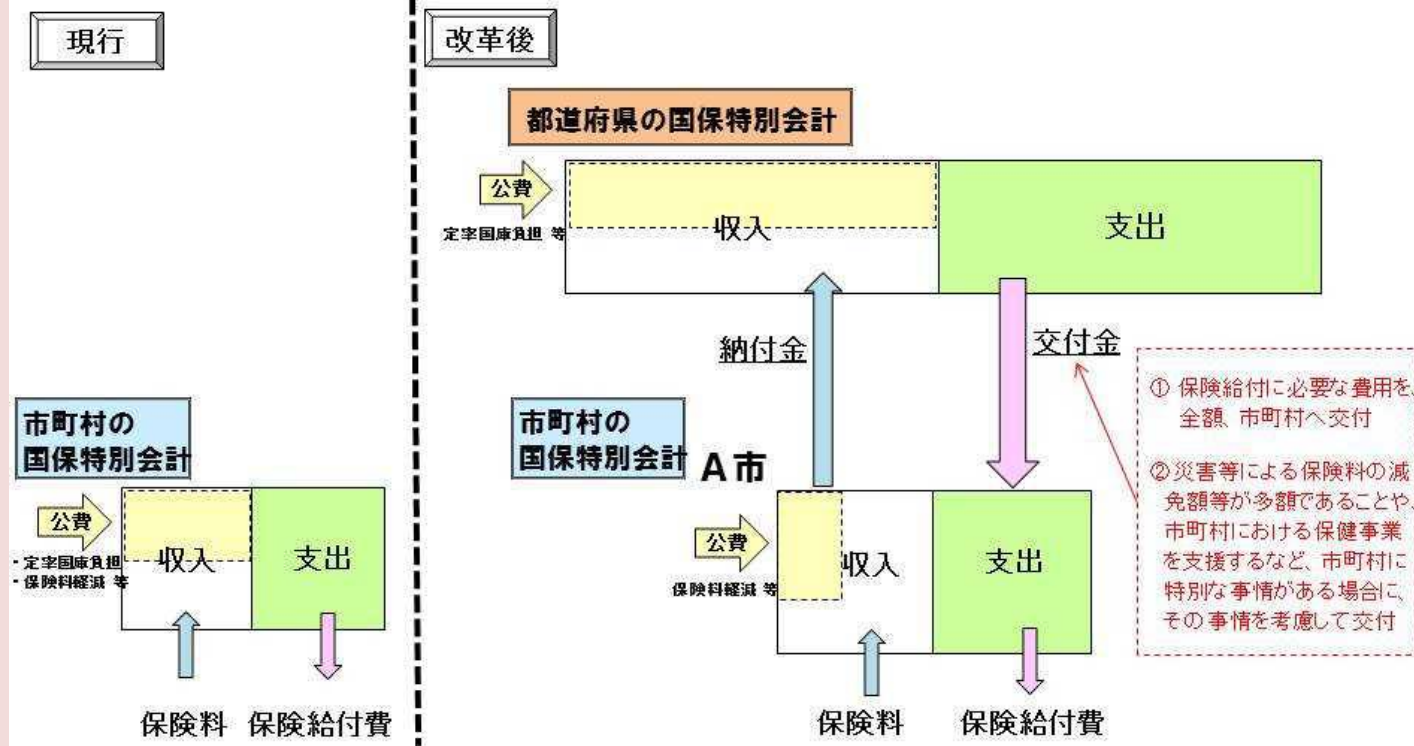 現行
市町村の
国保特別会計
公費
・定率国庫負担
・保険料軽減 等
収入
支出
保険料
保険給付費
改革後
都道府県の国保特別会計
公費
定率国庫負担 等
収入
支出
納付金
交付金
① 保険給付に必要な費用を、
全額、市町村へ交付
②災害等による保険料の減
免額等が多額であることや、
市町村における保健事業
を支援するなど、市町村に
特別な事情がある場合に、
その事情を考慮して交付
市町村の
国保特別会計
A市
公費
保険料軽減 等
収入
支出
保険料
保険給付費